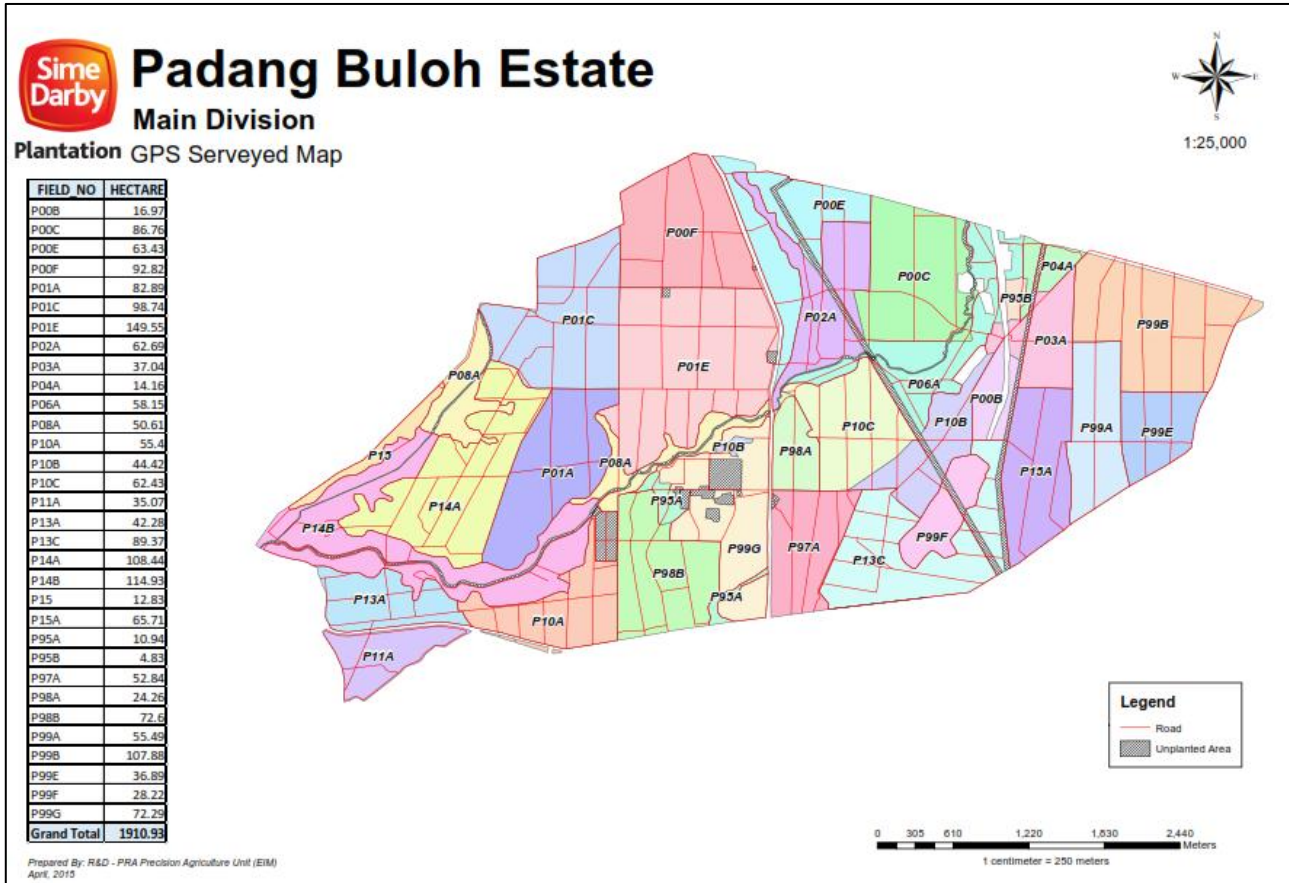 Sime
Darby
Plantation
Padang Buloh Estate
Main Division
GPS Serveyed Map
N
W E
S
1:25,000
FIELD_NO HECTARE
P00B 16.97
P00C 86.76
P00E 63.43
P00F 92.82
P01A 82.89
P01C 98.74
P01E 149.55
P02A 62.69
P03A 37.04
P04A 14.16
P06A 58.15
P08A 50.61
P10A 55.4
P10B 44.42
P10C 62.43
P11A 35.07
P13A 42.28
P13C 89.37
P14A 108.44
P14B 114.93
P15 12.83
P15A 65.71
P95A 10.94
P95B 4.83
P97A 52.84
P98A 24.26
P98B 72.6
P99A 55.49
P99B 107.88
P99E 36.89
P99F 28.22
P99G 72.29
Grand Total 1910.93
P00E
P00F
P00C
P04A
P95B
P99B
P01C
P02A
P03A
P01E
P08A
P06A
P00B
P10B
P10C
P99A
P99E
P10B
P98A
P15
P08A
P01A
P15A
P95A
P14A
P14B
P99F
P99G
P97A
P13C
P98B
P95A
P13A
P10A
P11A
Legend
Road
Unplanted Area
0 305 610 1,220 1,830 2,440
Meters
1 centimeter = 250 meters
Prepared By: R&D - PRA Precision Agriculture Unit (EIM)
April, 2015